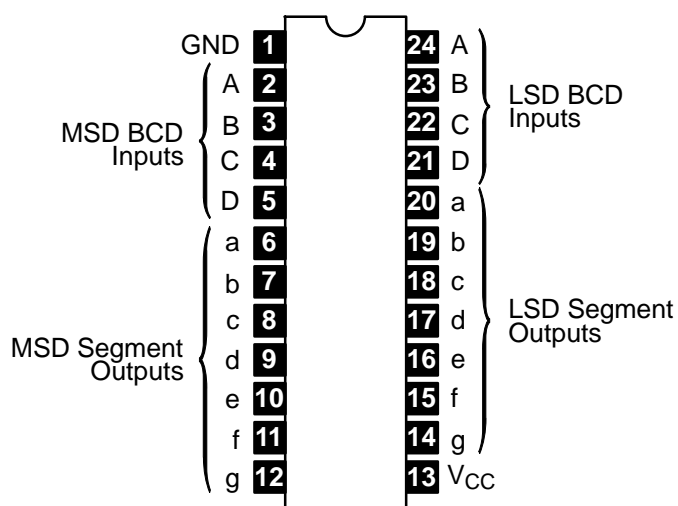 GND 1 24 A
A 2 23 B
B 3 22 C
C 4 21 D
D 5 20 a
a 6 19 b
b 7 18 c
c 8 17 d
d 9 16 e
e 10 15 f
f 11 14 g
g 12 13 VCC
MSD BCD
Inputs
MSD Segment
Outputs
LSD BCD
Inputs
LSD Segment
Outputs